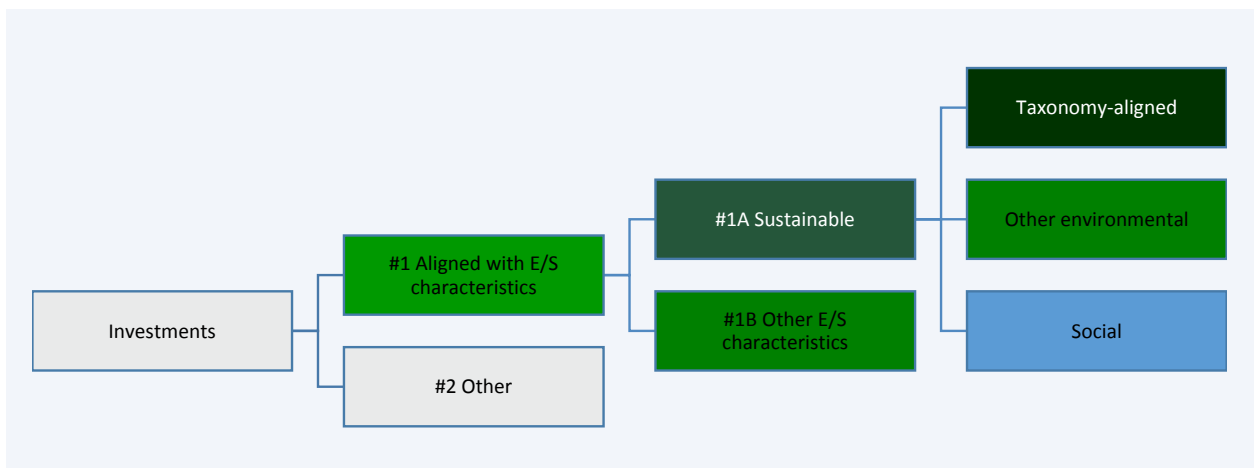 Taxonomy-aligned
#1A Sustainable
Other environmental
#1 Aligned with E/S
characteristics
#1B Other E/S
characteristics
Investments
Social
#2 Other